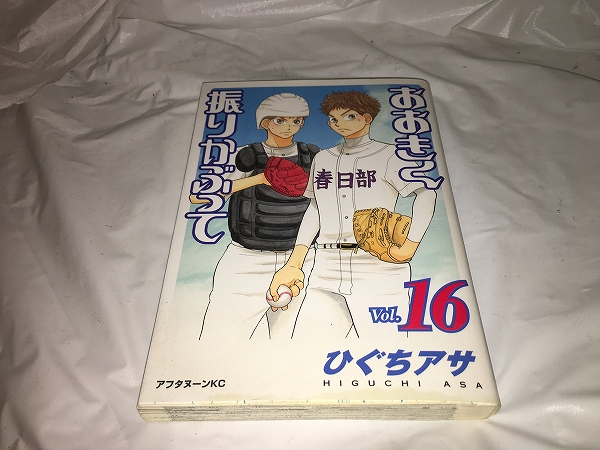 おおきく
振りかぶって
春日部
Vol.16
ひぐちアサ
HIGUCHI ASA
アフタヌーンKC